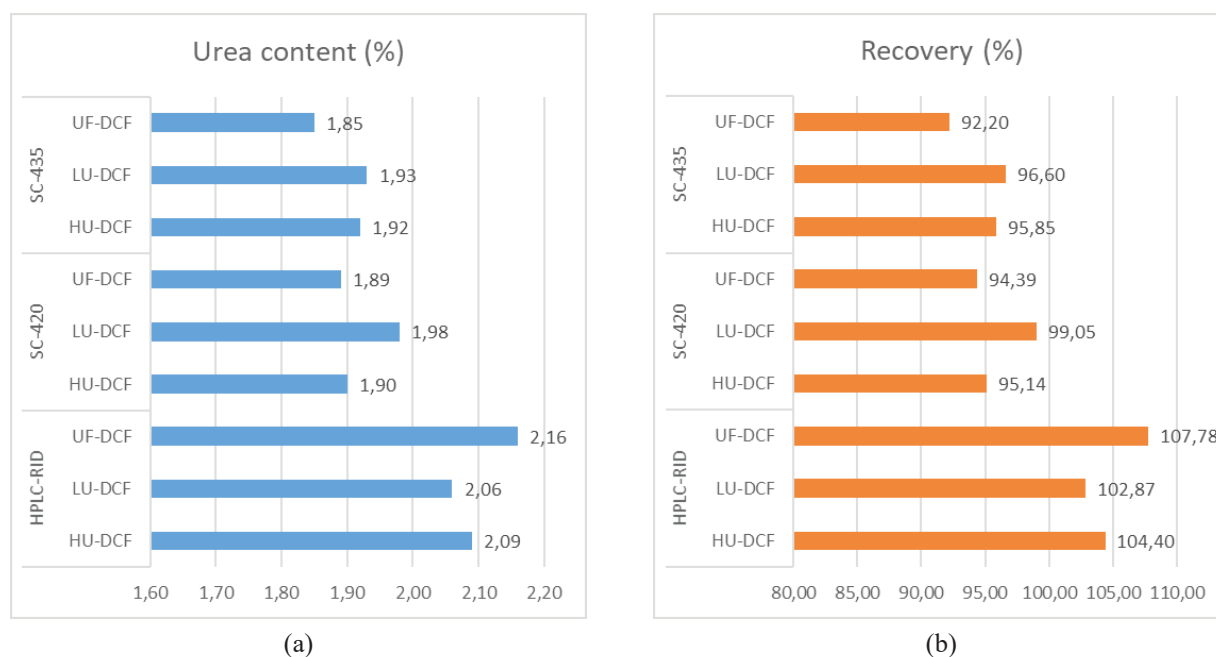 Urea content (%)
SC-435
UF-DCF 1,85
LU-DCF 1,93
HU-DCF 1,92
SC-420
UF-DCF 1,89
LU-DCF 1,98
HU-DCF 1,90
HPLC-RID
UF-DCF 2,16
LU-DCF 2,06
HU-DCF 2,09
1,60 1,70 1,80 1,90 2,00 2,10 2,20
(a)
Recovery (%)
SC-435
UF-DCF 92,20
LU-DCF 96,60
HU-DCF 95,85
SC-420
UF-DCF 94,39
LU-DCF 99,05
HU-DCF 95,14
HPLC-RID
UF-DCF 107,78
LU-DCF 102,87
HU-DCF 104,40
80,00 85,00 90,00 95,00 100,00 105,00 110,00
(b)